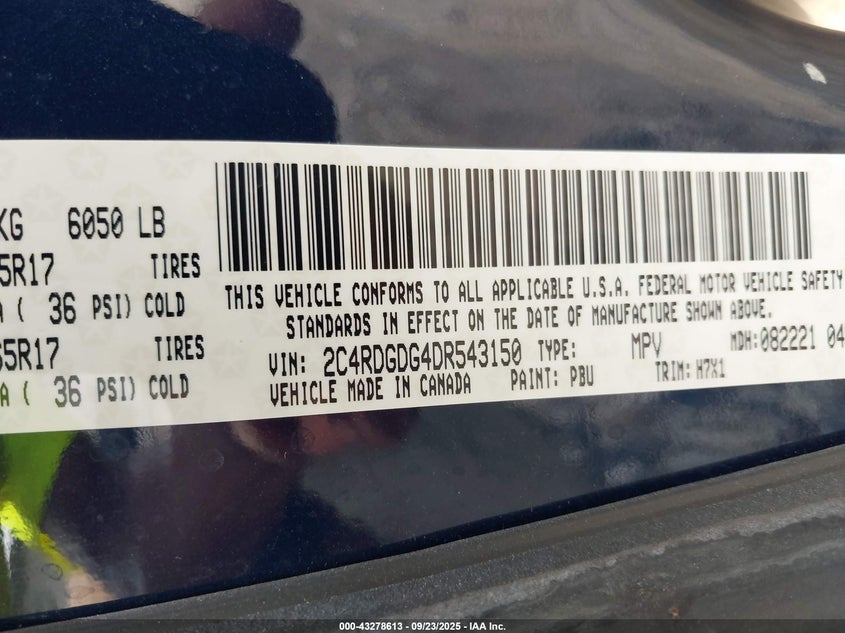 KG 6050 LB
5R17 TIRES
A ( 36 PSI) COLD
65R17 TIRES
A ( 36 PSI) COLD
THIS VEHICLE CONFORMS TO ALL APPLICABLE U.S.A. FEDERAL MOTOR VEHICLE SAFETY
STANDARDS IN EFFECT ON THE DATE OF MANUFACTURE SHOWN ABOVE.
VIN: 2C4RDGDG4DR543150 TYPE: MPV MDH:082221 04
VEHICLE MADE IN CANADA PAINT: PBU TRIM: H7X1
000-43278613 - 09/23/2025 - IAA Inc.